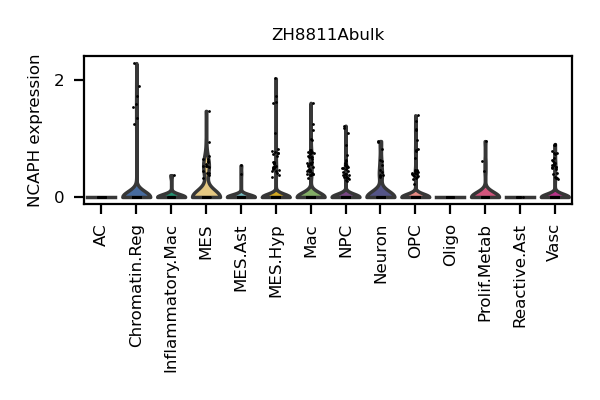 ZH8811Abulk
NCAPH expression
2
0
AC
Chromatin.Reg
Inflammatory.Mac
MES
MES.Ast
MES.Hyp
Mac
NPC
Neuron
OPC
Oligo
Prolif.Metab
Reactive.Ast
Vasc